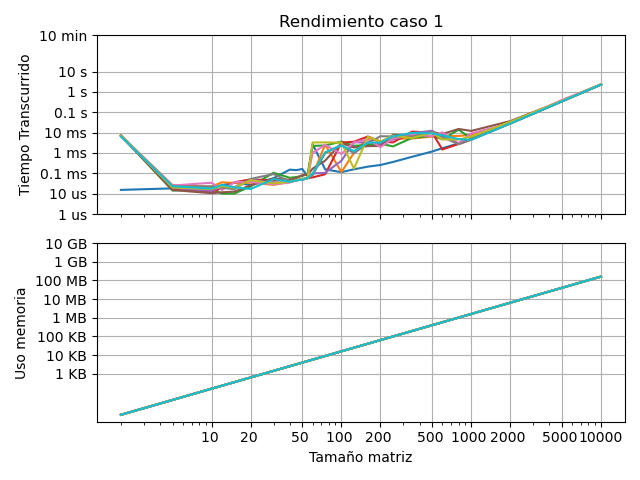 Rendimiento caso 1
Tiempo Transcurrido
10 min
10 s
1 s
0.1 s
10 ms
1 ms
0.1 ms
10 us
1 us
Uso memoria
10 GB
1 GB
100 MB
10 MB
1 MB
100 KB
10 KB
1 KB
10 20 50 100 200 500 1000 2000 5000 10000
Tamaño matriz